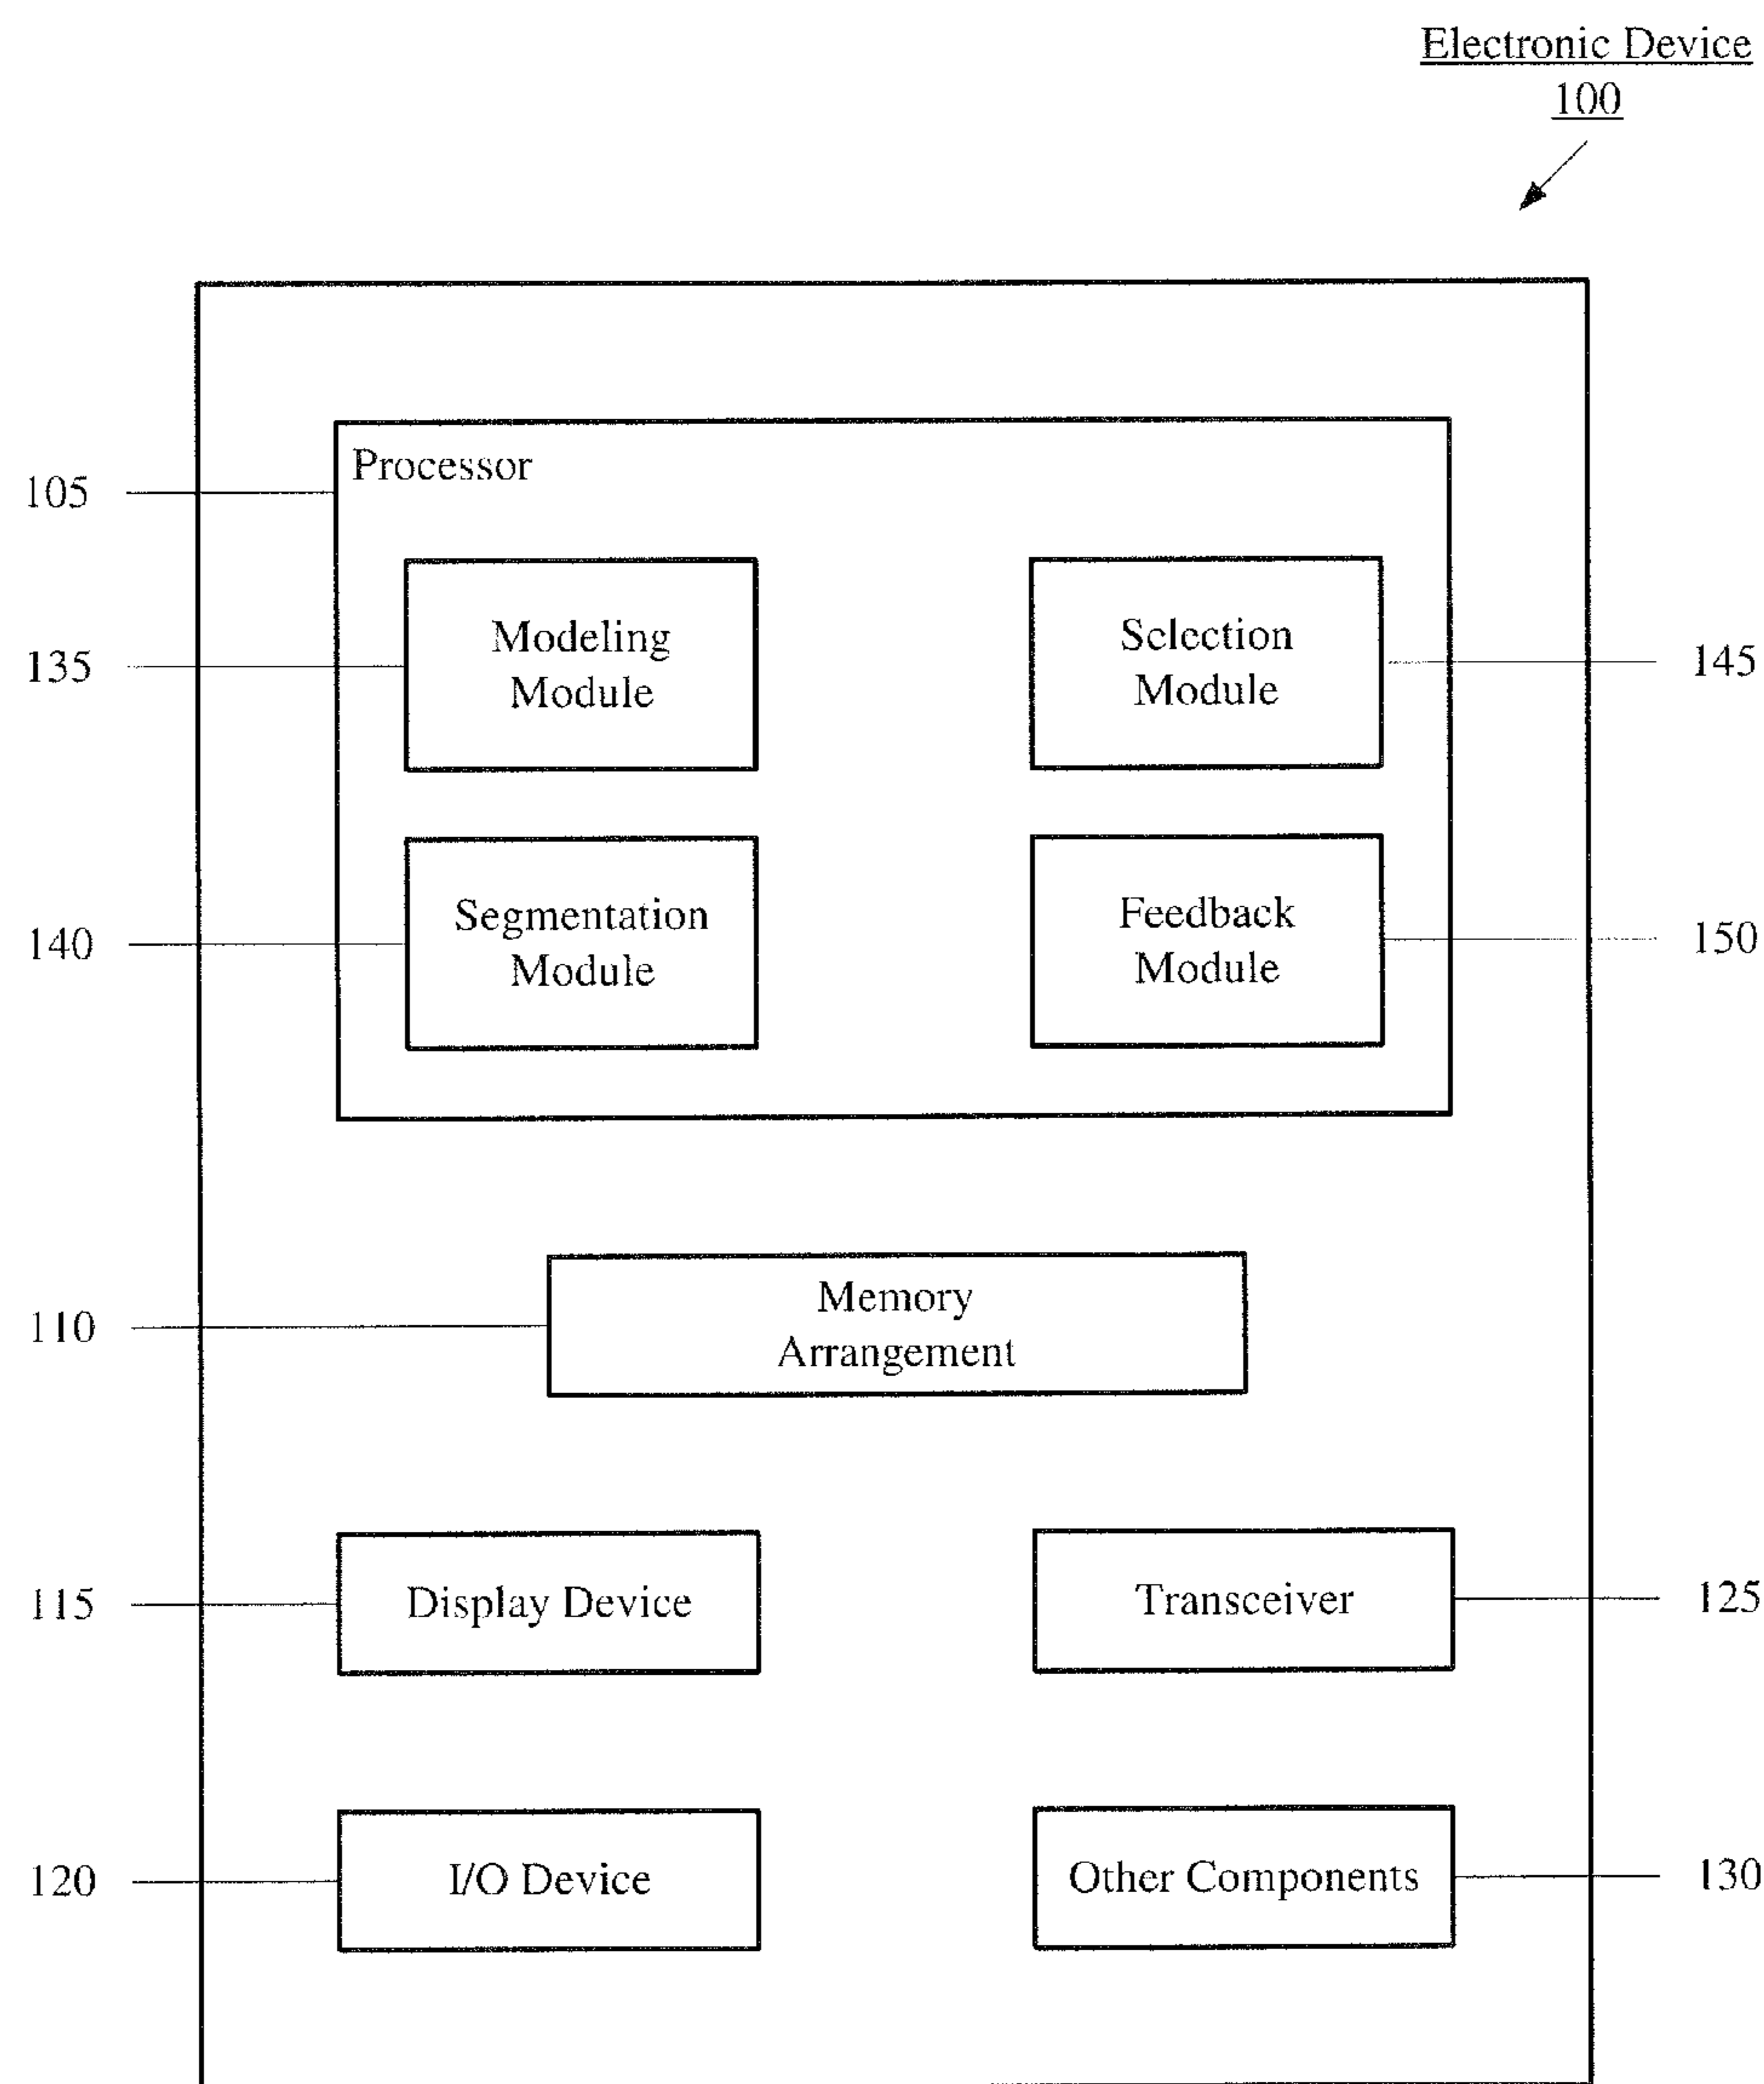 Electronic Device
100
Processor
105
Modeling
Module
135
Selection
Module
145
Segmentation
Module
140
Feedback
Module
150
Memory
Arrangement
110
Display Device
115
Transceiver
125
I/O Device
120
Other Components
130